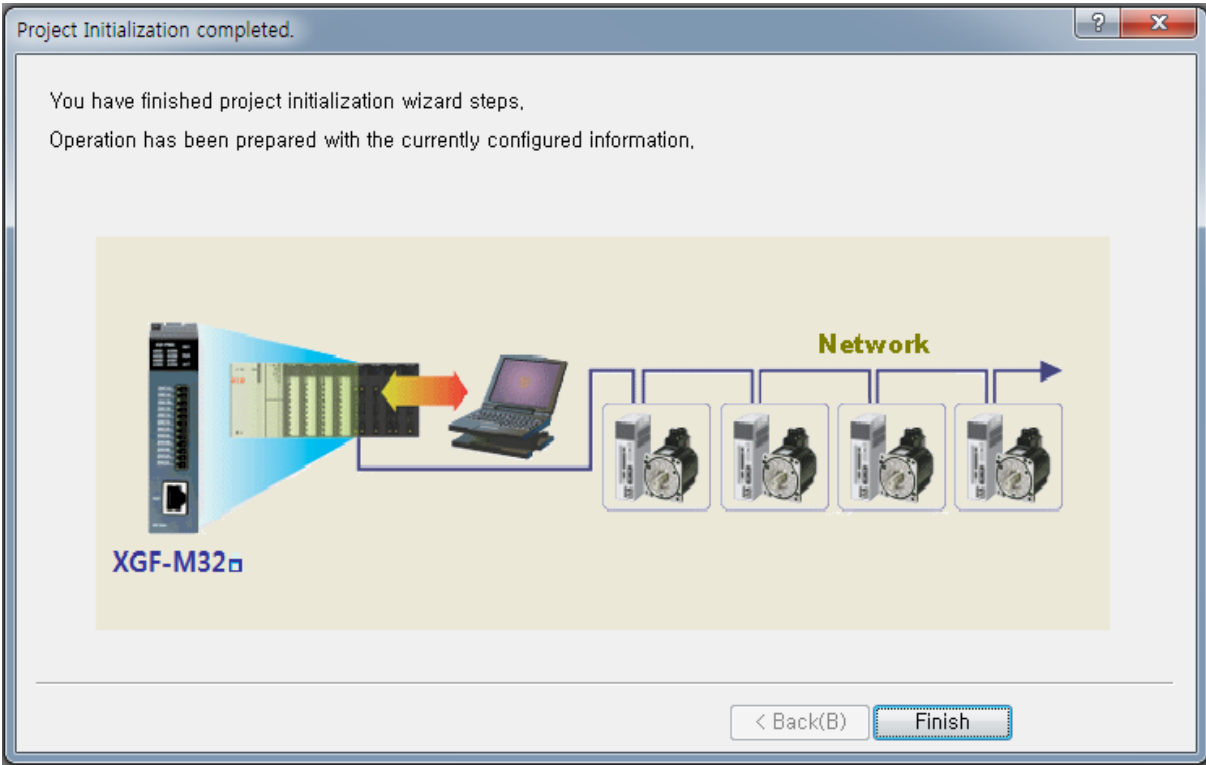 Project Initialization completed.
You have finished project initialization wizard steps,
Operation has been prepared with the currently configured information,
Network
XGF-M32□
< Back(B)
Finish